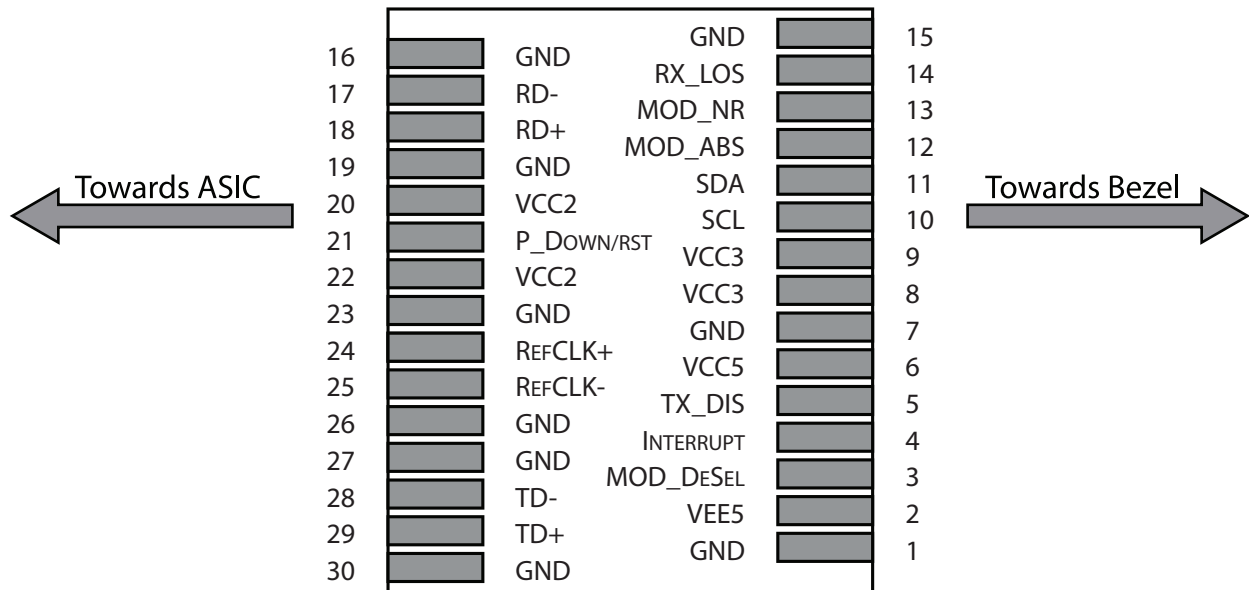 GND 15
16 GND
RX_LOS 14
17 RD-
MOD_NR 13
18 RD+
MOD_ABS 12
19 GND
Towards ASIC
SDA 11
Towards Bezel
20 VCC2
SCL 10
21 P_DOWN/RST
VCC3 9
22 VCC2
VCC3 8
23 GND
GND 7
24 REFCLK+
VCC5 6
25 REFCLK-
TX_DIS 5
26 GND
INTERRUPT 4
27 GND
MOD_DESEL 3
28 TD-
VEE5 2
29 TD+
GND 1
30 GND